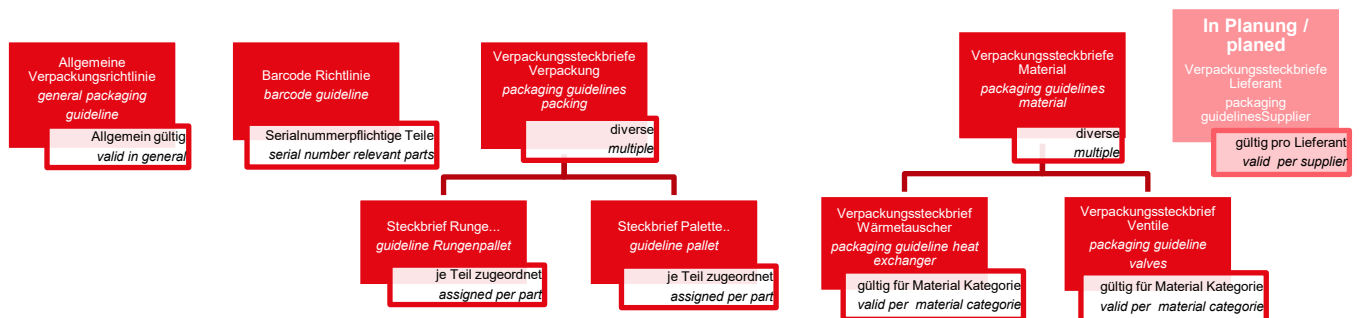 Allgemeine
Verpackungsrichtlinie
general packaging
guideline
Allgemein gültig
valid in general
Barcode Richtlinie
barcode guideline
Serialnummerpflichtige Teile
serial number relevant parts
Verpackungssteckbriefe
Verpackung
packaging guidelines
packing
diverse
multiple
Steckbrief Runge...
guideline Rungenpallet
je Teil zugeordnet
assigned per part
Steckbrief Palette..
guideline pallet
je Teil zugeordnet
assigned per part
Verpackungssteckbriefe
Material
packaging guidelines
material
diverse
multiple
Verpackungssteckbrief
Wärmetauscher
packaging guideline heat
exchanger
gültig für Material Kategorie
valid per material categorie
Verpackungssteckbrief
Ventile
packaging guideline
valves
gültig für Material Kategorie
valid per material categorie
In Planung /
planed
Verpackungssteckbriefe
Lieferant
packaging
guidelinesSupplier
gültig pro Lieferant
valid per supplier